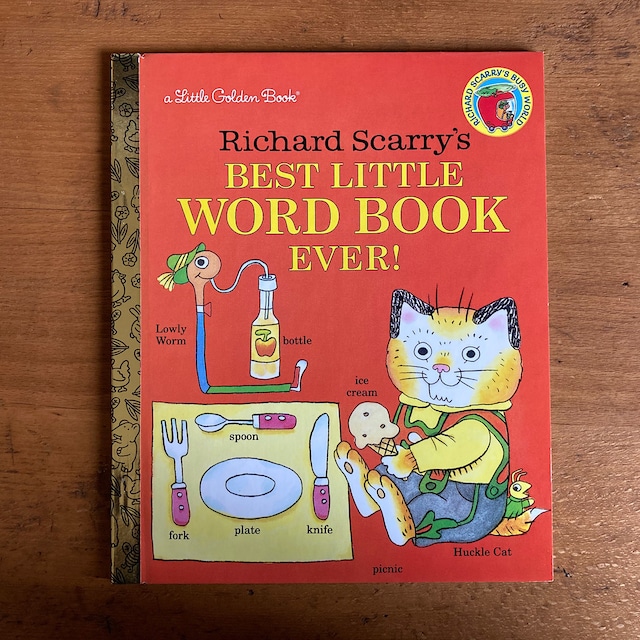 a Little Golden Book®
RICHARD SCARRY'S BUSY WORLD
Richard Scarry's
BEST LITTLE
WORD BOOK
EVER!
Lowly
Worm
bottle
ice
cream
spoon
fork
plate
knife
Huckle Cat
picnic